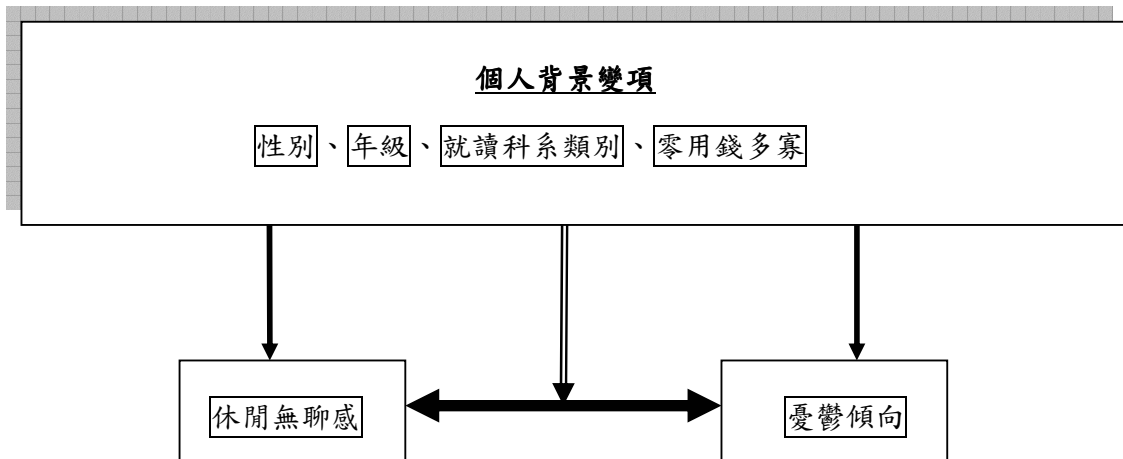 個人背景變項
性別、年級、就讀科系類別、零用錢多寡
休閒無聊感
憂鬱傾向